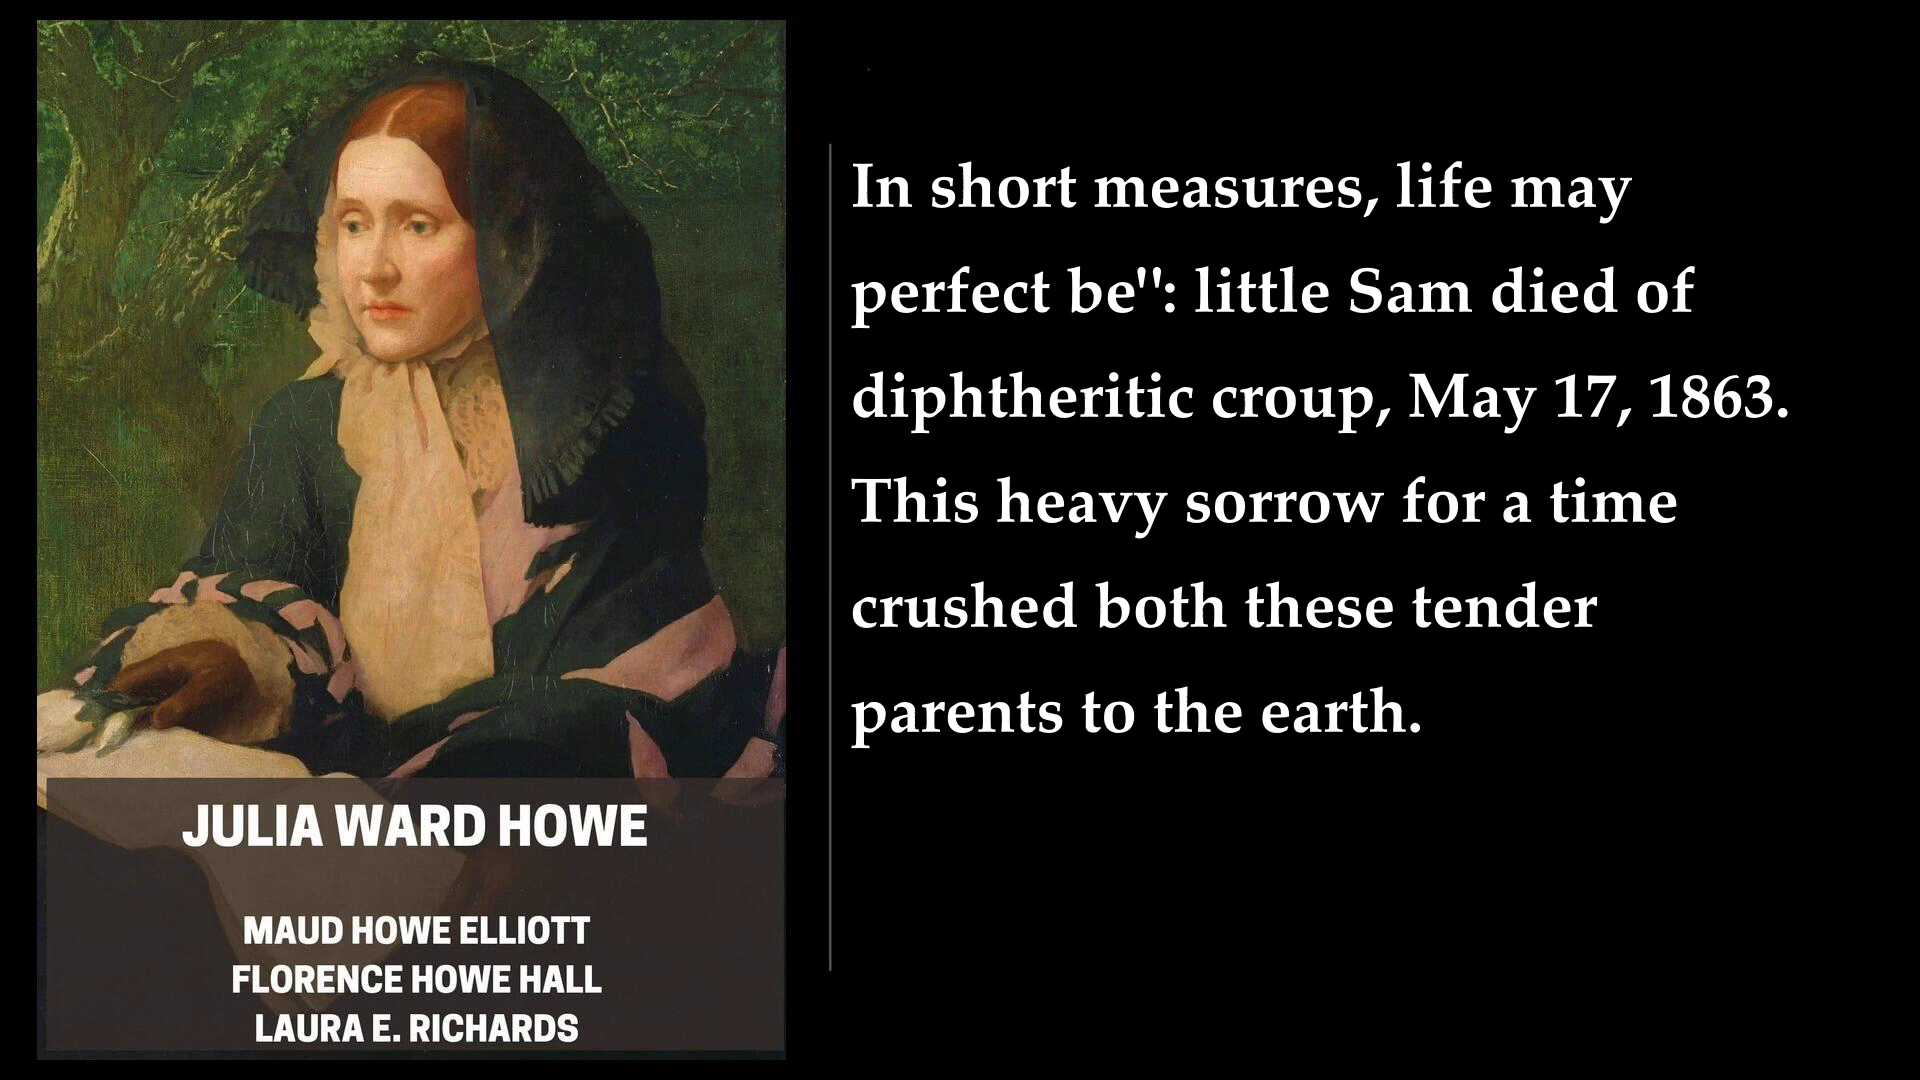 In short measures, life may
perfect be": little Sam died of
diphtheritic croup, May 17, 1863.
This heavy sorrow for a time
crushed both these tender
parents to the earth.
JULIA WARD HOWE
MAUD HOWE ELLIOTT
FLORENCE HOWE HALL
LAURA E. RICHARDS